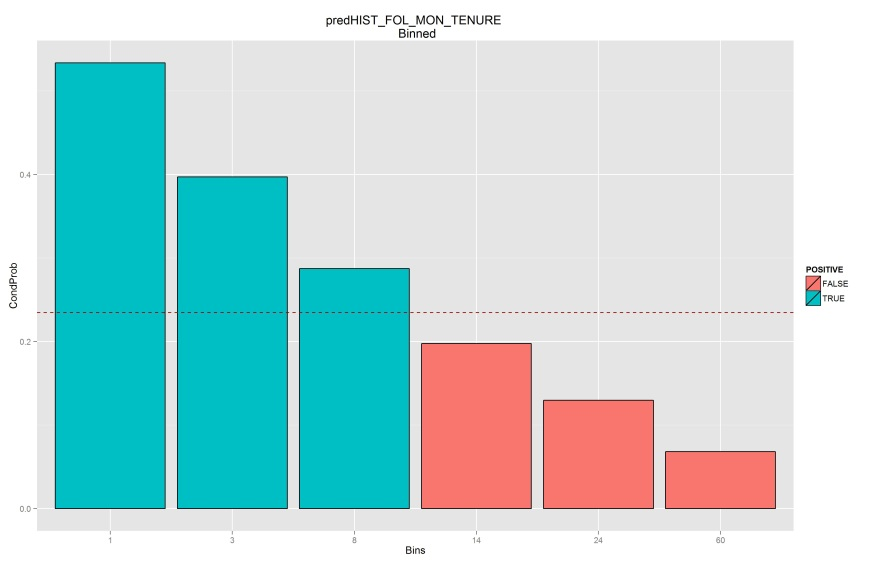 predHIST_FOL_MON_TENURE
Binned
CondProb
0.4
0.2
0.0
1 3 8 14 24 60
Bins
POSITIVE
FALSE
TRUE